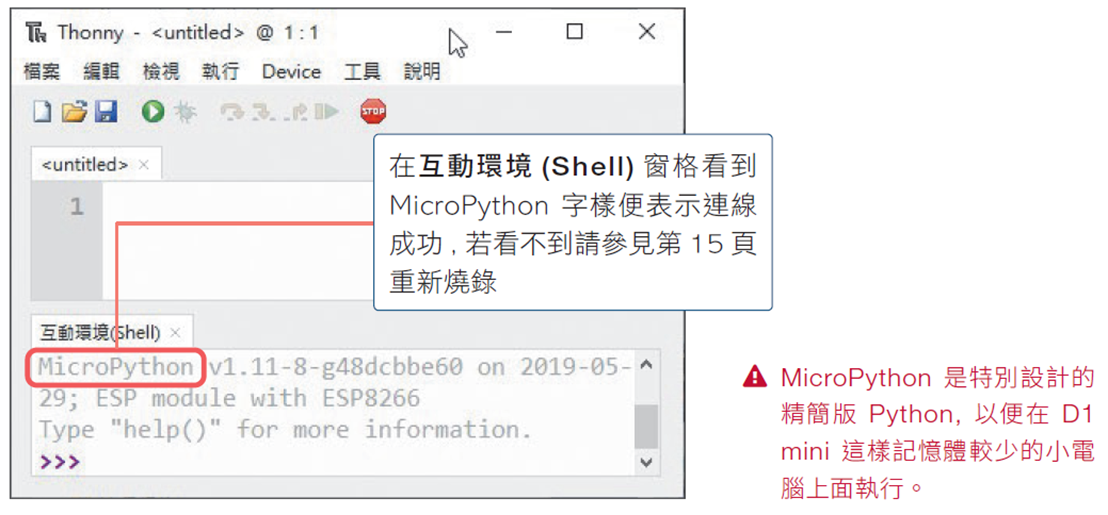 Thonny - <untitled> @ 1 : 1
檔案 編輯 檢視 執行 Device 工具 說明
STOP
<untitled> ×
1
在互動環境 (Shell) 窗格看到
MicroPython 字樣便表示連線
成功 , 若看不到請參見第 15 頁
重新燒錄
互動環境(Shell) ×
MicroPython v1.11-8-g48dcbbe60 on 2019-05-
29; ESP module with ESP8266
Type "help()" for more information.
>>>
MicroPython 是特別設計的
精簡版 Python, 以便在 D1
mini 這樣記憶體較少的小電
腦上面執行。